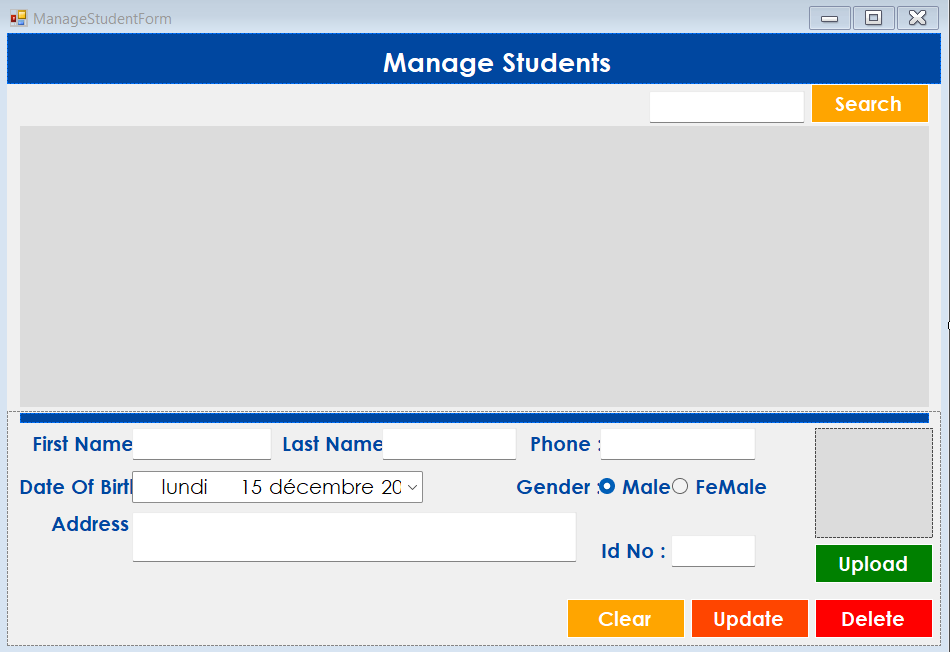 ManageStudentForm
Manage Students
Search
First Name Last Name Phone :
Date Of Birt lundi 15 décembre 20 Gender : Male FeMale
Address
Id No :
Upload
Clear Update Delete